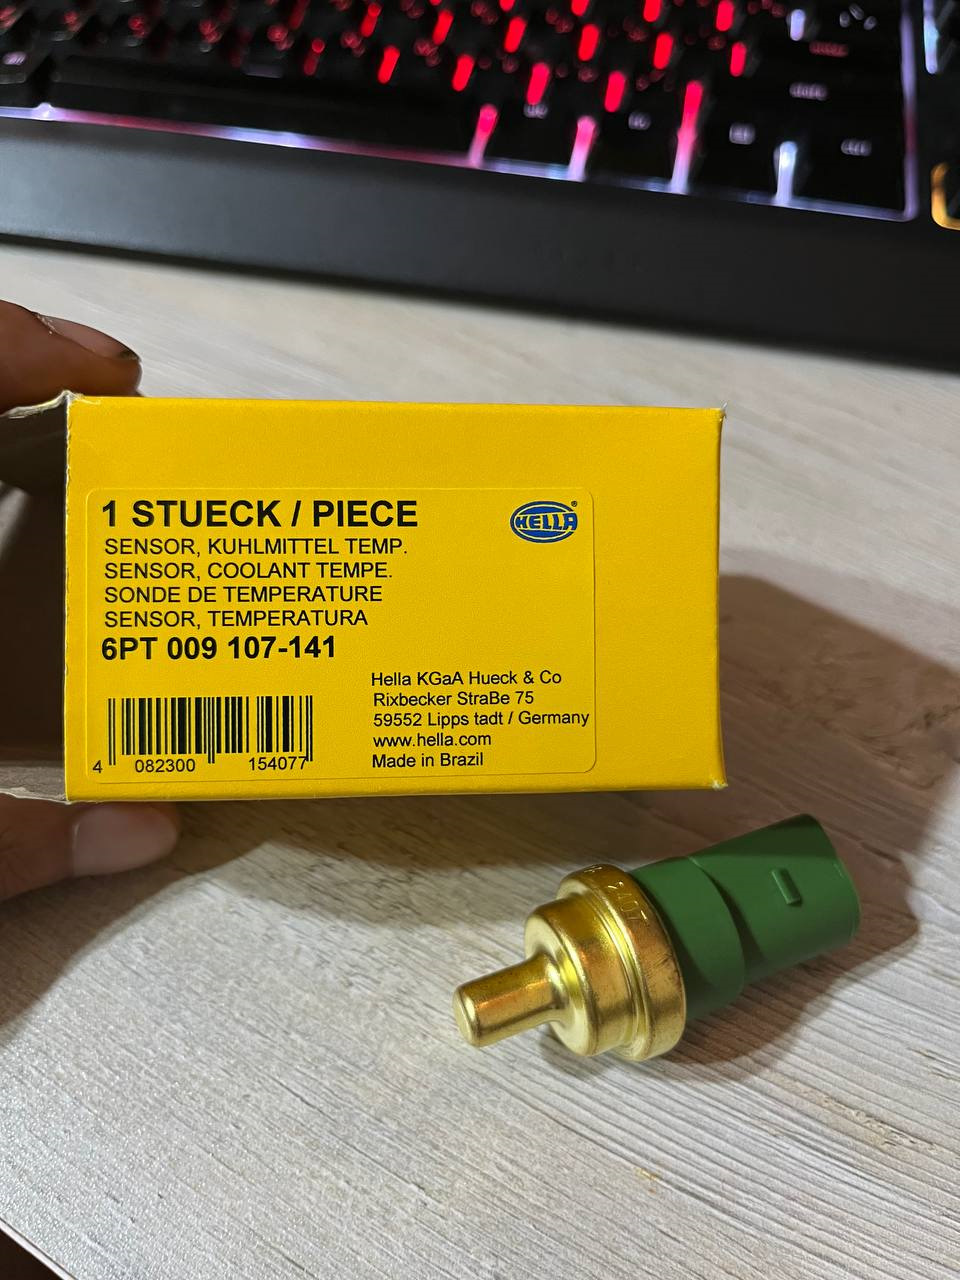 1 STUECK / PIECE
HELLA
®
SENSOR, KUHLMITTEL TEMP.
SENSOR, COOLANT TEMPE.
SONDE DE TEMPERATURE
SENSOR, TEMPERATURA
6PT 009 107-141
Hella KGaA Hueck & Co
Rixbecker StraBe 75
59552 Lipps tadt / Germany
www.hella.com
Made in Brazil
4 082300 154077